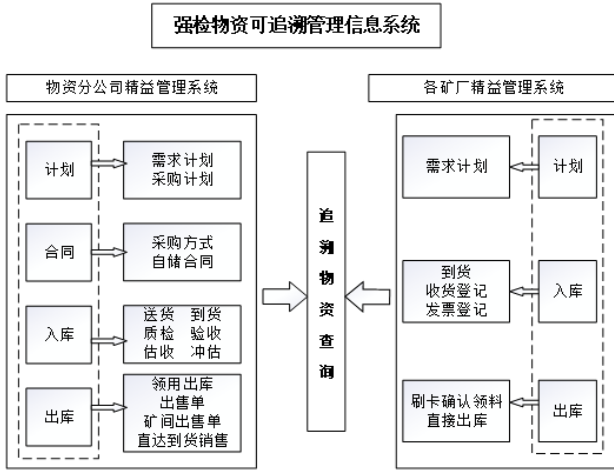 强检物资可追溯管理信息系统
物资分公司精益管理系统
计划
需求计划
采购计划
合同
采购方式
自储合同
入库
送货 到货
质检 验收
估收 冲估
出库
领用出库
出售单
矿间出售单
直达到货销售
追溯物资查询
各矿厂精益管理系统
需求计划
计划
到货
收货登记
发票登记
入库
刷卡确认领料
直接出库
出库